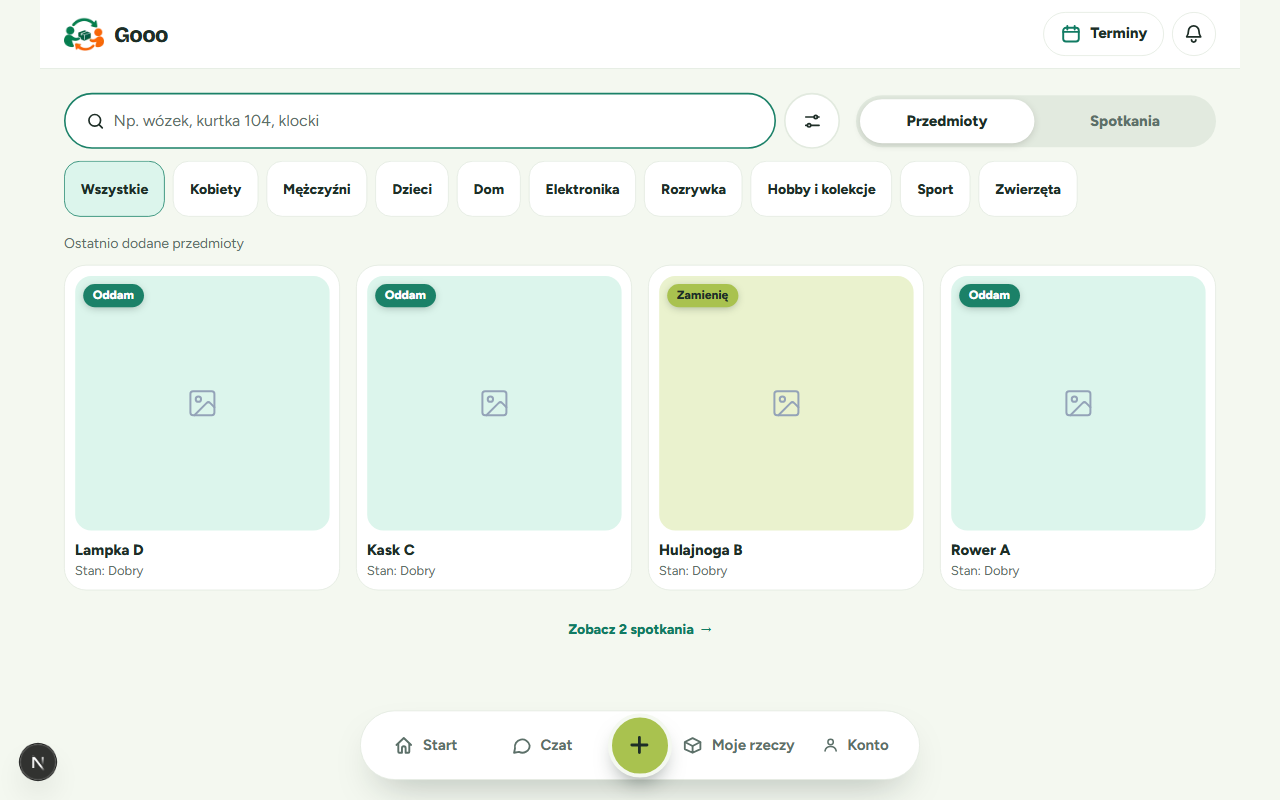 Gooo
Terminy
Np. wózek, kurtka 104, klocki
Przedmioty
Spotkania
Wszystkie
Kobiety
Mężczyźni
Dzieci
Dom
Elektronika
Rozrywka
Hobby i kolekcje
Sport
Zwierzęta
Ostatnio dodane przedmioty
Oddam
Lampka D
Stan: Dobry
Oddam
Kask C
Stan: Dobry
Zamienię
Hulajnoga B
Stan: Dobry
Oddam
Rower A
Stan: Dobry
Zobacz 2 spotkania →
Start
Czat
+
Moje rzeczy
Konto
N